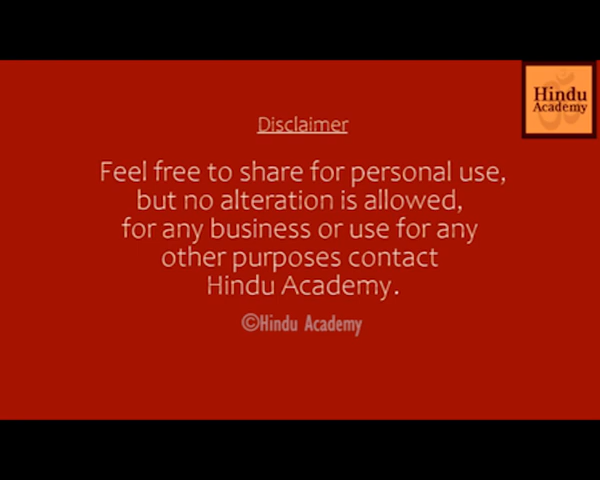 Hindu
Academy
Disclaimer
Feel free to share for personal use,
but no alteration is allowed,
for any business or use for any
other purposes contact
Hindu Academy.
©Hindu Academy